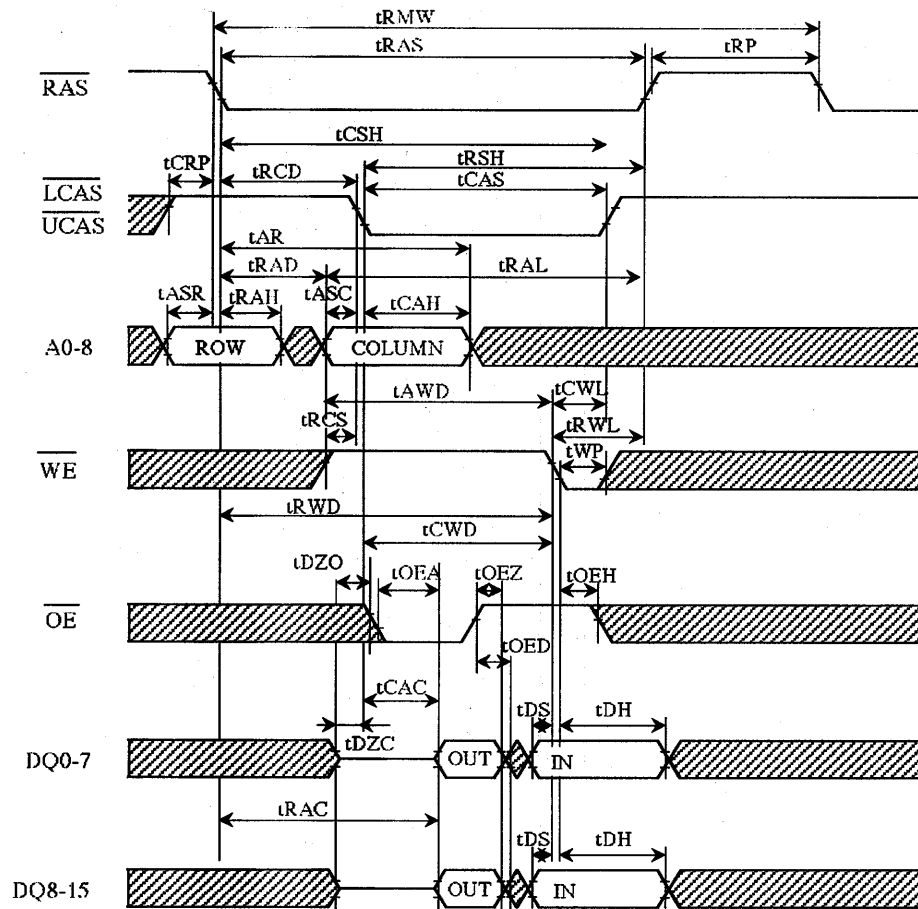 tRMW
tRAS
tRP
RAS
tCSH
tCRP
tRCD
tRSH
tCAS
LCAS
UCAS
tAR
tRAD
tRAL
tASR
tRAH
tASC
tCAH
A0-8
ROW
COLUMN
tAWD
tCWL
tRCS
tRWL
WE
tWP
tRWD
tCWD
tDZO
tOEA
tOEZ
tOEH
OE
tOED
tCAC
tDS
tDH
tDZC
DQ0-7
OUT
IN
tRAC
tDS
tDH
DQ8-15
OUT
IN